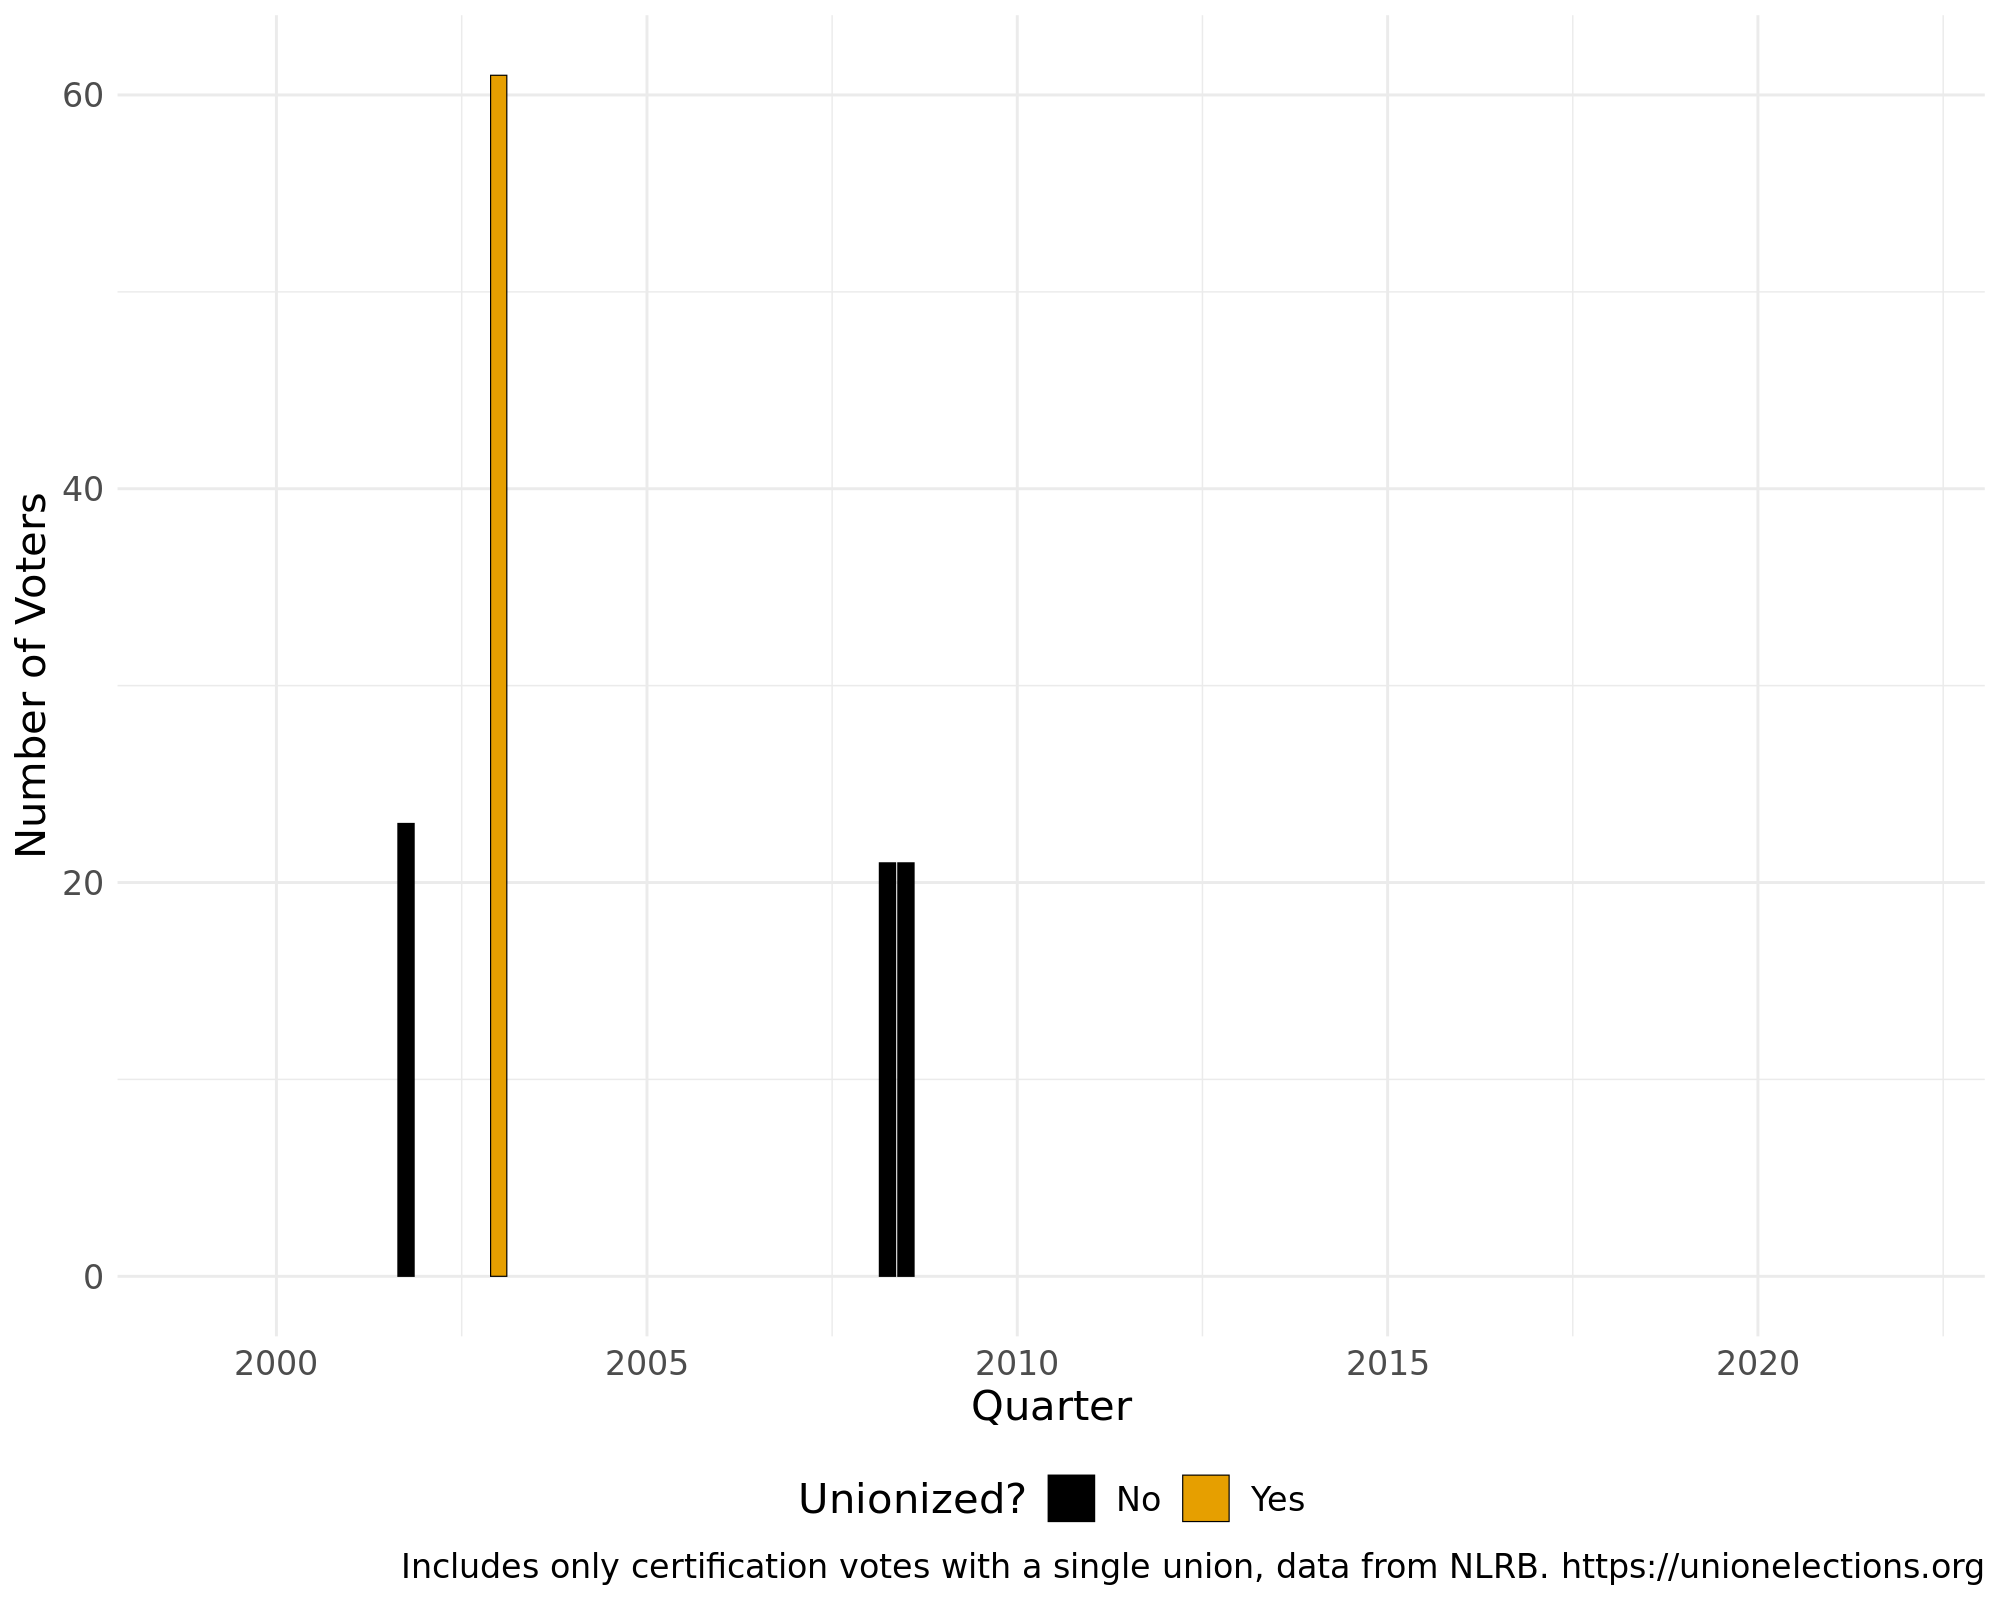 Number of Voters
60
40
20
0
2000 2005 2010 2015 2020
Quarter
Unionized? No Yes
Includes only certification votes with a single union, data from NLRB. https://unionelections.org